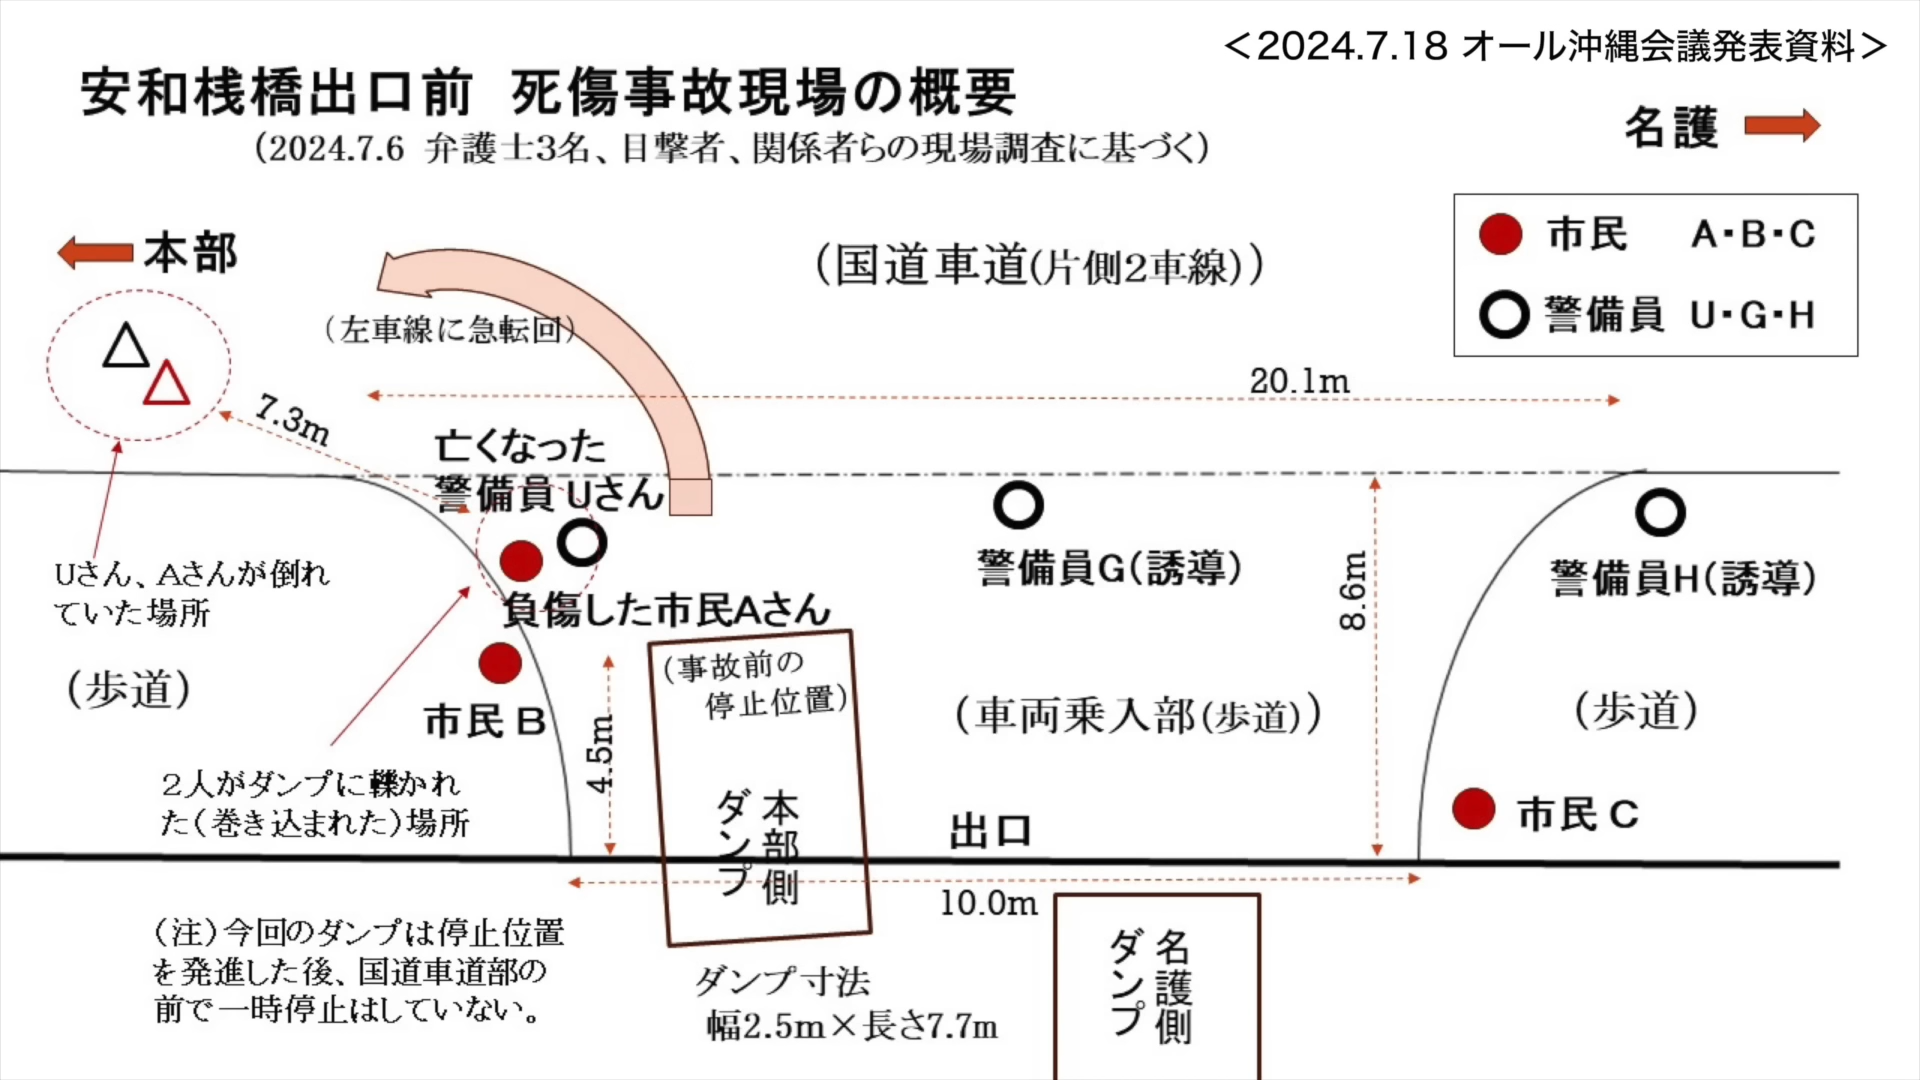 ＜2024.7.18 オール沖縄会議発表資料＞
安和桟橋出口前 死傷事故現場の概要
(2024.7.6 弁護士3名、目撃者、関係者らの現場調査に基づく)
名護
本部
市民 A・B・C
警備員 U・G・H
(国道車道(片側2車線))
(左車線に急転回)
20.1m
7.3m
亡くなった
警備員Uさん
警備員G(誘導)
警備員H(誘導)
8.6m
Uさん、Aさんが倒れ
ていた場所
負傷した市民Aさん
(歩道)
市民B
4.5m
(事故前の
停止位置)
(車両乗入部(歩道))
(歩道)
2人がダンプに轢かれ
た(巻き込まれた)場所
本部側
ダンプ
出口
市民C
10.0m
(注)今回のダンプは停止位置
を発進した後、国道車道部の
前で一時停止はしていない。
ダンプ寸法
幅2.5m×長さ7.7m
名護側
ダンプ